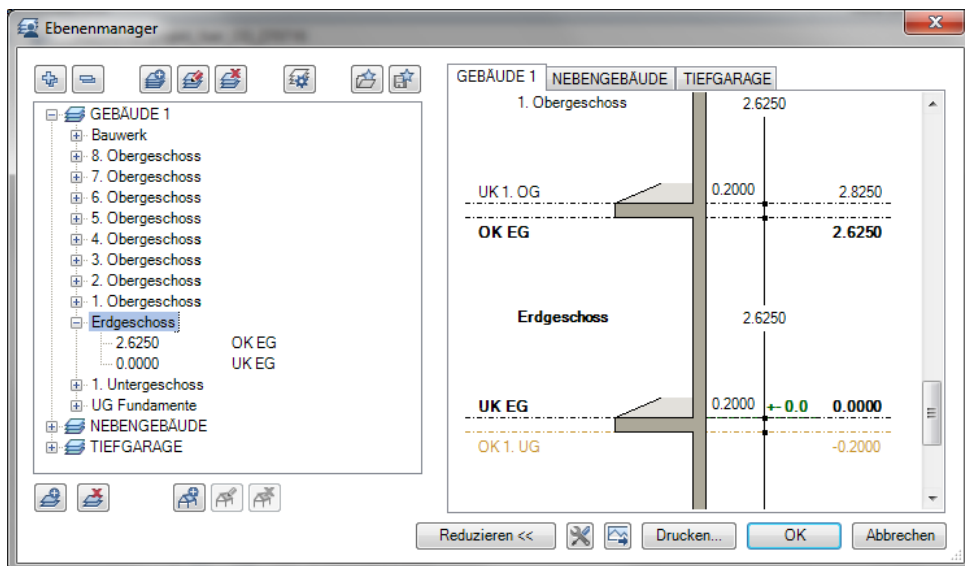 Ebenenmanager
GEBÄUDE 1
Bauwerk
8. Obergeschoss
7. Obergeschoss
6. Obergeschoss
5. Obergeschoss
4. Obergeschoss
3. Obergeschoss
2. Obergeschoss
1. Obergeschoss
Erdgeschoss
2.6250 OK EG
0.0000 UK EG
1. Untergeschoss
UG Fundamente
NEBENGEBÄUDE
TIEFGARAGE
GEBÄUDE 1 NEBENGEBÄUDE TIEFGARAGE
1. Obergeschoss 2.6250
UK 1. OG 0.2000 2.8250
OK EG 2.6250
Erdgeschoss 2.6250
UK EG 0.2000 +- 0.0 0.0000
OK 1. UG -0.2000
Reduzieren << Drucken... OK Abbrechen